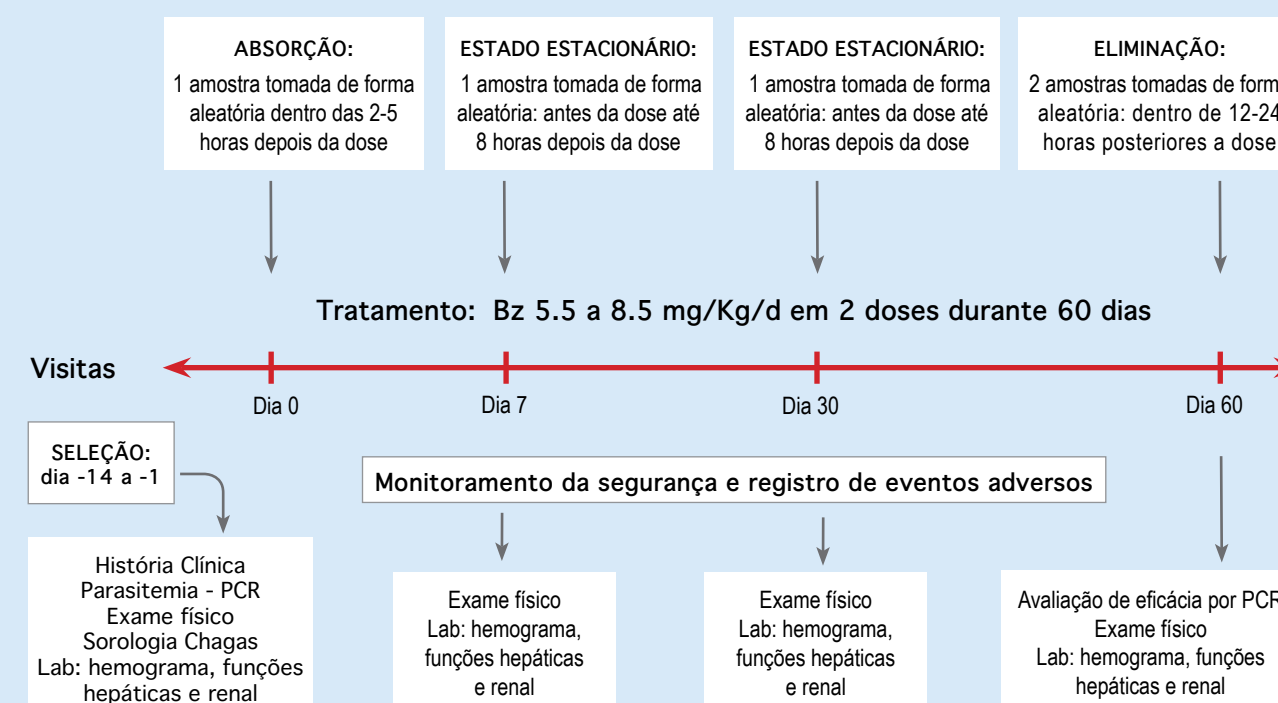 ABSORÇÃO:
1 amostra tomada de forma
aleatória dentro das 2-5
horas depois da dose
ESTADO ESTACIONÁRIO:
1 amostra tomada de forma
aleatória: antes da dose até
8 horas depois da dose
ESTADO ESTACIONÁRIO:
1 amostra tomada de forma
aleatória: antes da dose até
8 horas depois da dose
ELIMINAÇÃO:
2 amostras tomadas de form
aleatória: dentro de 12-24
horas posteriores a dose
Tratamento: Bz 5.5 a 8.5 mg/Kg/d em 2 doses durante 60 dias
Visitas
Dia 0
Dia 7
Dia 30
Dia 60
SELEÇÃO:
dia -14 a -1
Monitoramento da segurança e registro de eventos adversos
História Clínica
Parasitemia - PCR
Exame físico
Sorologia Chagas
Lab: hemograma, funções
hepáticas e renal
Exame físico
Lab: hemograma,
funções hepáticas
e renal
Exame físico
Lab: hemograma,
funções hepáticas
e renal
Avaliação de eficácia por PCR
Exame físico
Lab: hemograma, funções
hepáticas e renal